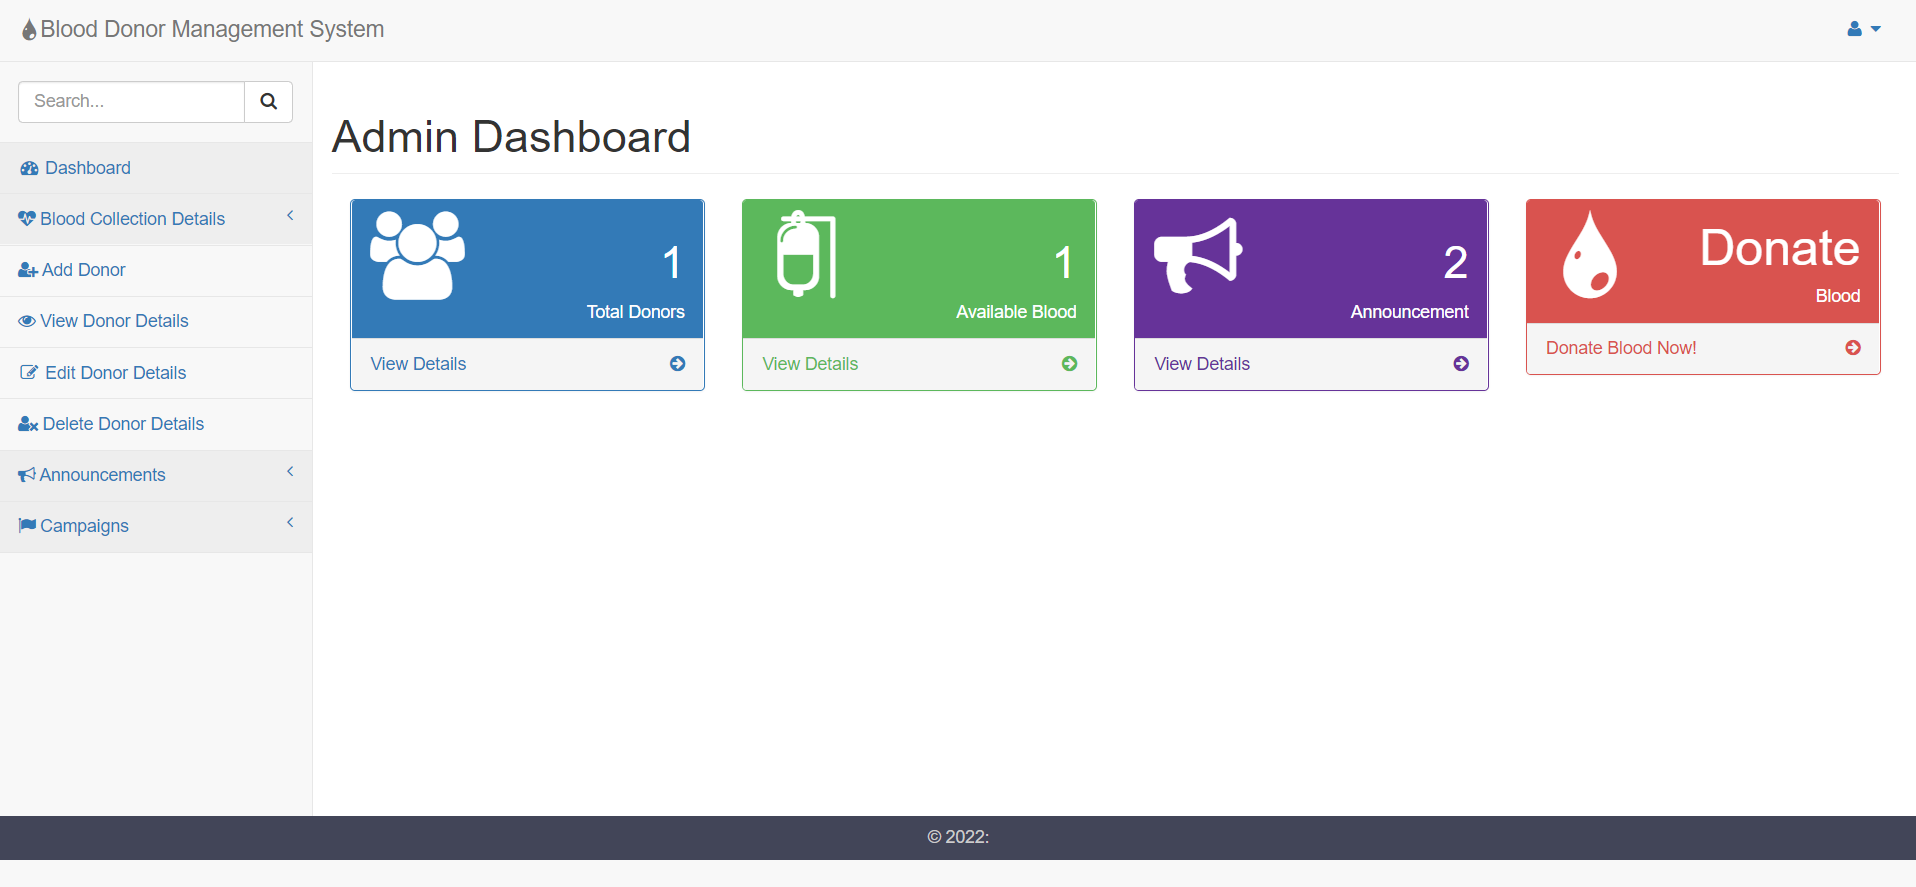 Blood Donor Management System
Search...
Dashboard
Blood Collection Details
Add Donor
View Donor Details
Edit Donor Details
Delete Donor Details
Announcements
Campaigns
Admin Dashboard
1
Total Donors
View Details
1
Available Blood
View Details
2
Announcement
View Details
Donate
Blood
Donate Blood Now!
© 2022: